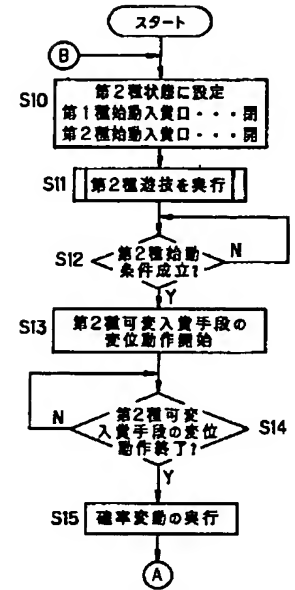 スタート
B
S10
第2種状態に設定
第1種始動入賞口・・・閉
第2種始動入賞口・・・開
S11
第2種遊技を実行
S12
第2種始動
条件成立?
N
Y
S13
第2種可変入賞手段の
変位動作開始
N
第2種可変
入賞手段の変位
動作終了?
S14
Y
S15
確率変動の実行
A